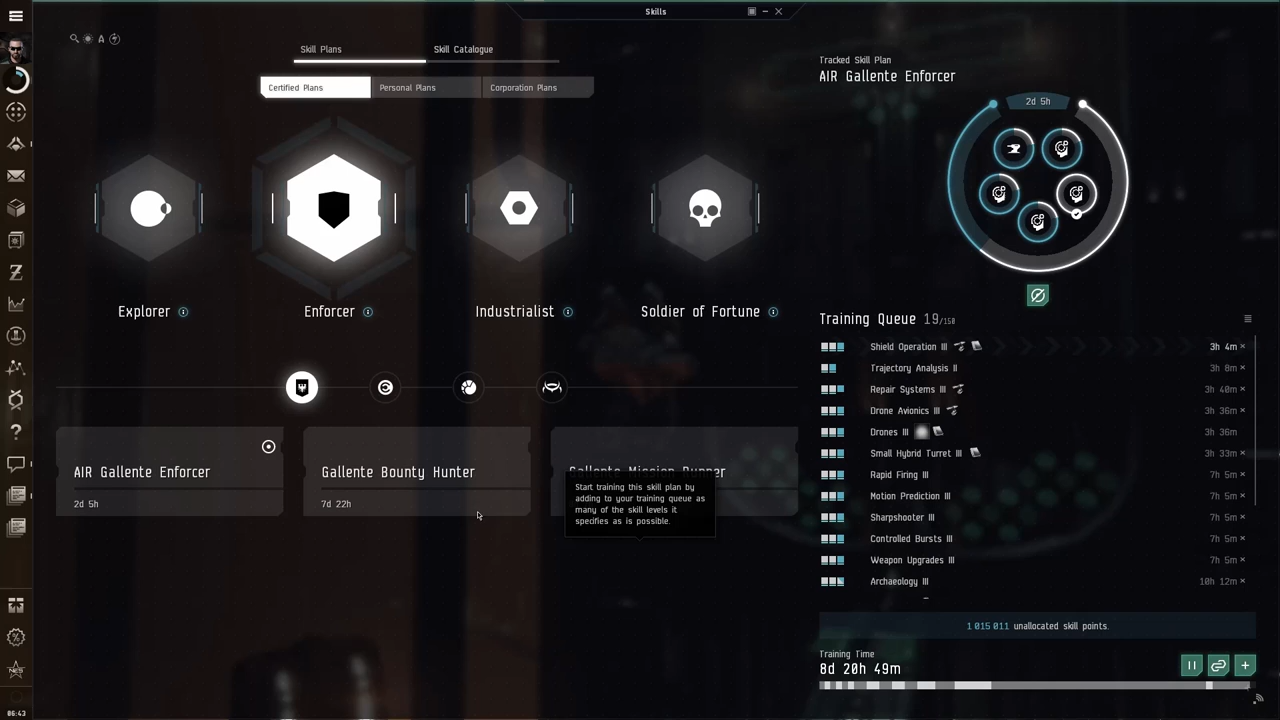 Skills
Skill Plans
Skill Catalogue
Certified Plans
Personal Plans
Corporation Plans
Explorer
Enforcer
Industrialist
Soldier of Fortune
AIR Gallente Enforcer
2d 5h
Gallente Bounty Hunter
7d 22h
Gallente Mission Runner
Start training this skill plan by
adding to your training queue as
many of the skill levels it
specifies as is possible.
Tracked Skill Plan
AIR Gallente Enforcer
2d 5h
Training Queue 19/150
Shield Operation III 3h 4m
Trajectory Analysis II 3h 8m
Repair Systems III 3h 40m
Drone Avionics III 3h 36m
Drones III 3h 36m
Small Hybrid Turret III 3h 33m
Rapid Firing III 7h 5m
Motion Prediction III 7h 5m
Sharpshooter III 7h 5m
Controlled Bursts III 7h 5m
Weapon Upgrades III 7h 5m
Archaeology III 10h 12m
1 015 011 unallocated skill points.
Training Time
8d 20h 49m
NES
06:43